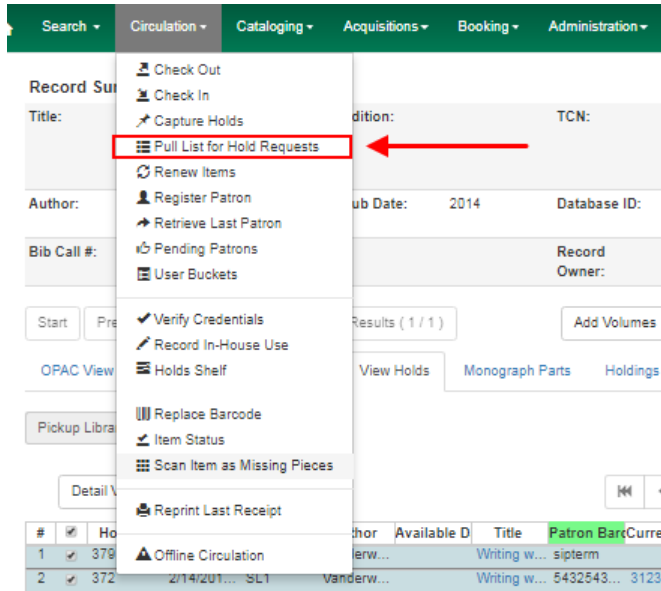 Search Circulation Cataloging Acquisitions Booking Administration
Check Out
Record Sur
Check In
Title: dition: TCN:
Capture Holds
Pull List for Hold Requests
Renew Items
Register Patron
Author: ub Date: 2014 Database ID:
Retrieve Last Patron
Pending Patrons
Bib Call #: Record Owner:
User Buckets
Verify Credentials
Start Pre Results ( 1 / 1 ) Add Volumes
Record In-House Use
OPAC View Holds Shelf View Holds Monograph Parts Holdings
Replace Barcode
Pickup Libra
Item Status
Scan Item as Missing Pieces
Detail V
Reprint Last Receipt
# Ho thor Available D Title Patron Barc Curre
1 379 Offline Circulation lerw... Writing w... sipterm
2 372 2/14/201... SL1 Vanderw... Writing w... 5432543... 3123